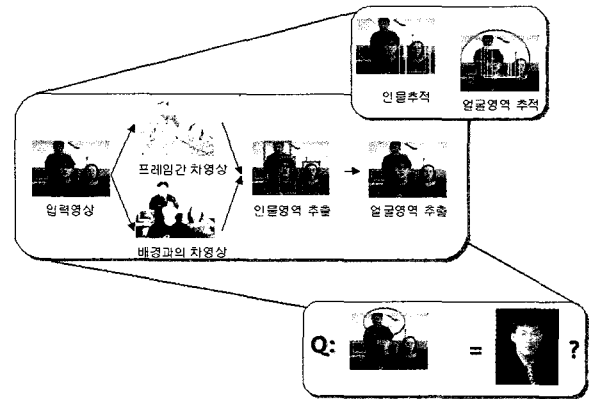 인물추적
얼굴영역 추적
프레임간 차영상
입력영상
인물영역 추출
얼굴영역 추출
배경과의 차영상
Q: = ?